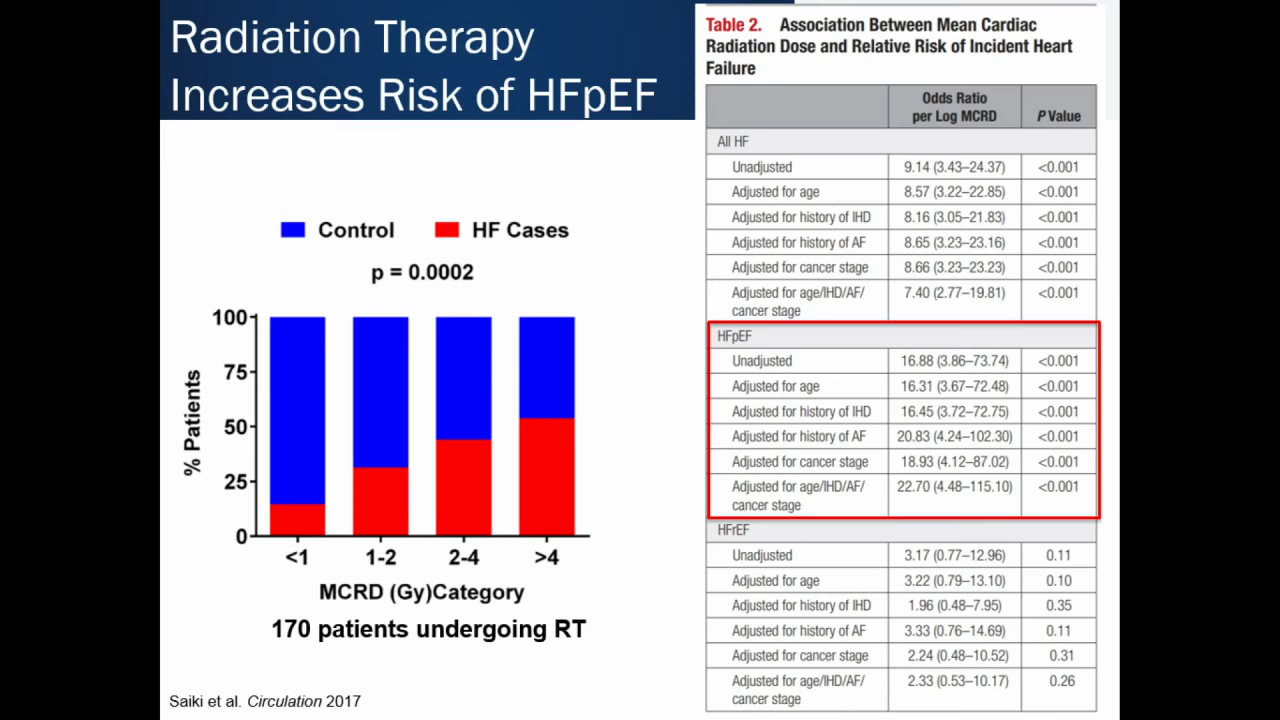 Radiation Therapy
Increases Risk of HFpEF
Control HF Cases
p = 0.0002
100
75
50
25
0
% Patients
<1 1-2 2-4 >4
MCRD (Gy)Category
170 patients undergoing RT
Saiki et al. Circulation 2017
Table 2. Association Between Mean Cardiac
Radiation Dose and Relative Risk of Incident Heart
Failure
Odds Ratio
per Log MCRD P Value
All HF
Unadjusted 9.14 (3.43–24.37) <0.001
Adjusted for age 8.57 (3.22–22.85) <0.001
Adjusted for history of IHD 8.16 (3.05–21.83) <0.001
Adjusted for history of AF 8.65 (3.23–23.16) <0.001
Adjusted for cancer stage 8.66 (3.23–23.23) <0.001
Adjusted for age/IHD/AF/ 7.40 (2.77–19.81) <0.001
cancer stage
HFpEF
Unadjusted 16.88 (3.86–73.74) <0.001
Adjusted for age 16.31 (3.67–72.48) <0.001
Adjusted for history of IHD 16.45 (3.72–72.75) <0.001
Adjusted for history of AF 20.83 (4.24–102.30) <0.001
Adjusted for cancer stage 18.93 (4.12–87.02) <0.001
Adjusted for age/IHD/AF/ 22.70 (4.48–115.10) <0.001
cancer stage
HFrEF
Unadjusted 3.17 (0.77–12.96) 0.11
Adjusted for age 3.22 (0.79–13.10) 0.10
Adjusted for history of IHD 1.96 (0.48–7.95) 0.35
Adjusted for history of AF 3.33 (0.76–14.69) 0.11
Adjusted for cancer stage 2.24 (0.48–10.52) 0.31
Adjusted for age/IHD/AF/ 2.33 (0.53–10.17) 0.26
cancer stage